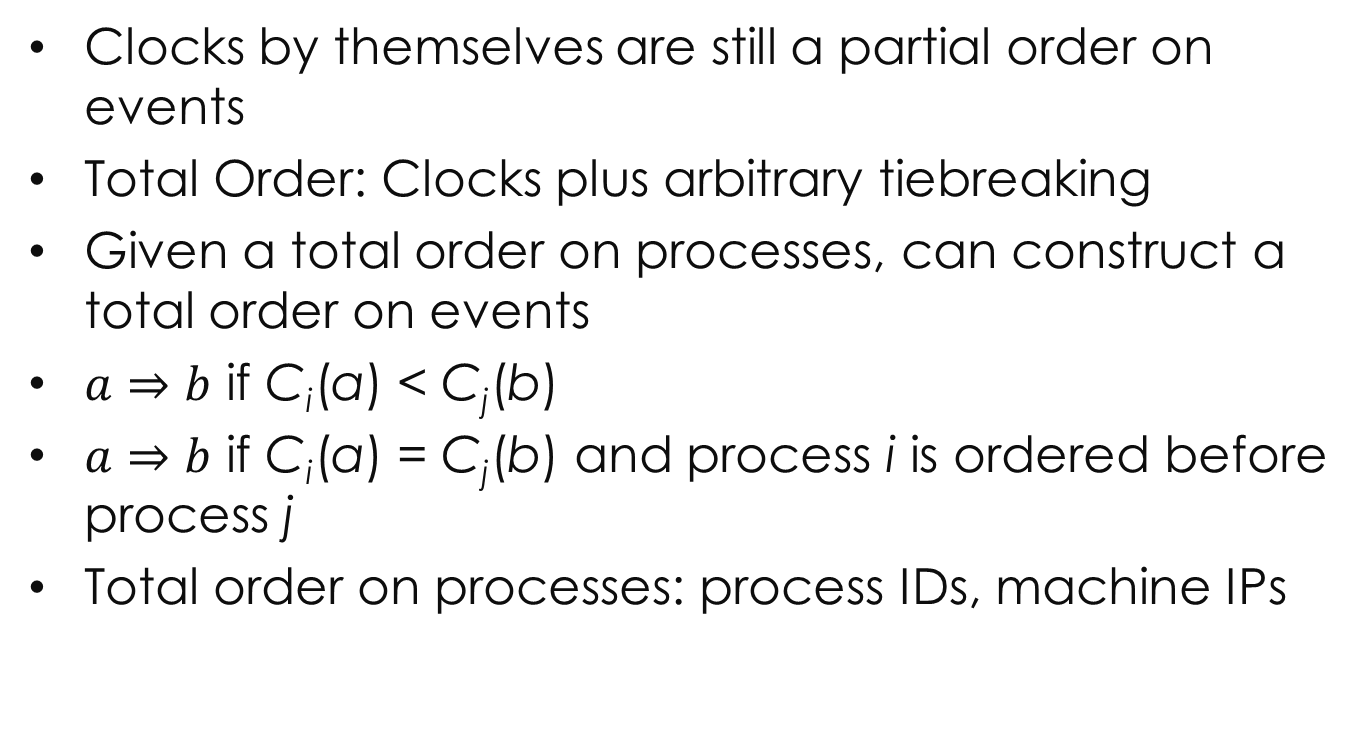 • Clocks by themselves are still a partial order on
events
• Total Order: Clocks plus arbitrary tiebreaking
• Given a total order on processes, can construct a
total order on events
• a ⇒ b if Cᵢ(a) < Cⱼ(b)
• a ⇒ b if Cᵢ(a) = Cⱼ(b) and process i is ordered before
process j
• Total order on processes: process IDs, machine IPs